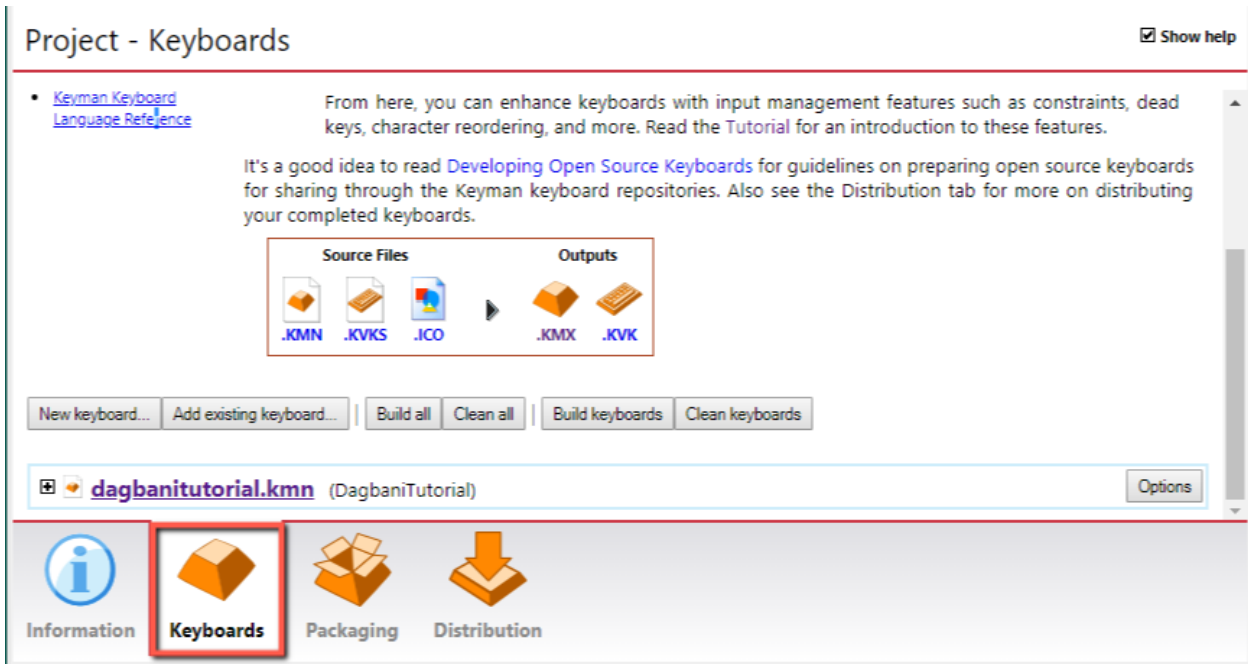 Project - Keyboards
Show help
Keyman Keyboard
Language Reference
From here, you can enhance keyboards with input management features such as constraints, dead
keys, character reordering, and more. Read the Tutorial for an introduction to these features.
It's a good idea to read Developing Open Source Keyboards for guidelines on preparing open source keyboards
for sharing through the Keyman keyboard repositories. Also see the Distribution tab for more on distributing
your completed keyboards.
Source Files Outputs
.KMN .KVKS .ICO .KMX .KVK
New keyboard... Add existing keyboard... | Build all Clean all | Build keyboards Clean keyboards
dagbanitutorial.kmn (DagbaniTutorial) Options
Information Keyboards Packaging Distribution